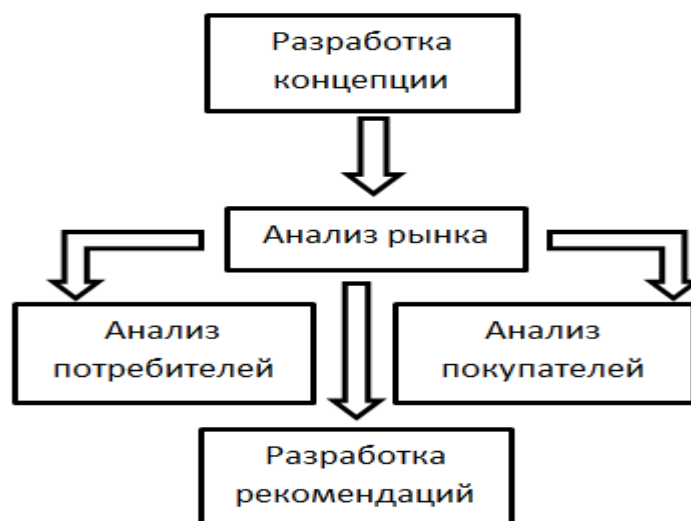 Разработка
концепции
Анализ рынка
Анализ
потребителей
Анализ
покупателей
Разработка
рекомендаций